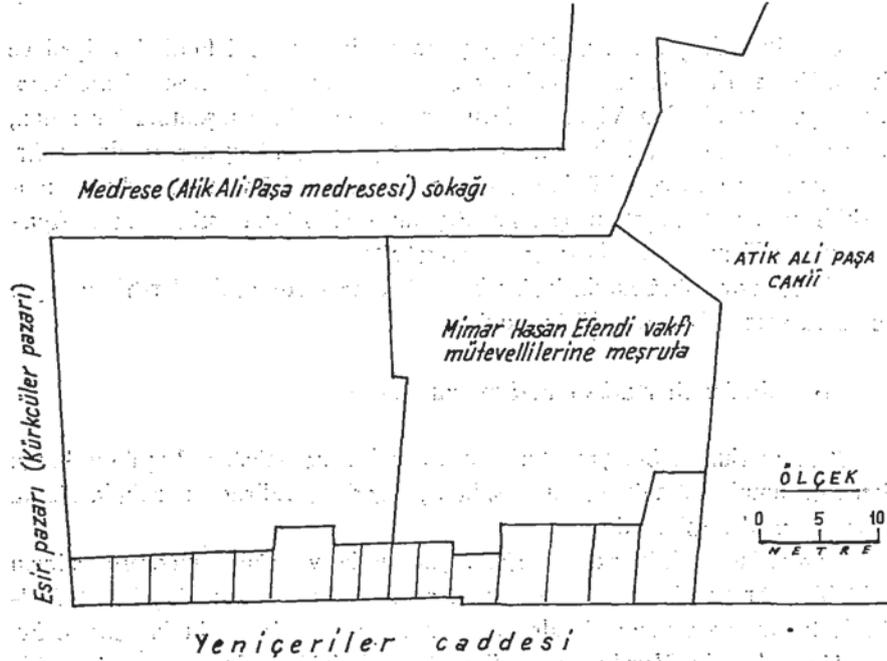 Medrese (Atik Ali Paşa medresesi) sokağı
ATİK ALİ PAŞA
CAMİİ
Mimar Hasan Efendi vakfı
mütevellilerine meşruta
Esir pazarı (Kürkcüler pazarı)
ÖLÇEK
0 5 10
METRE
Yeniçeriler caddesi